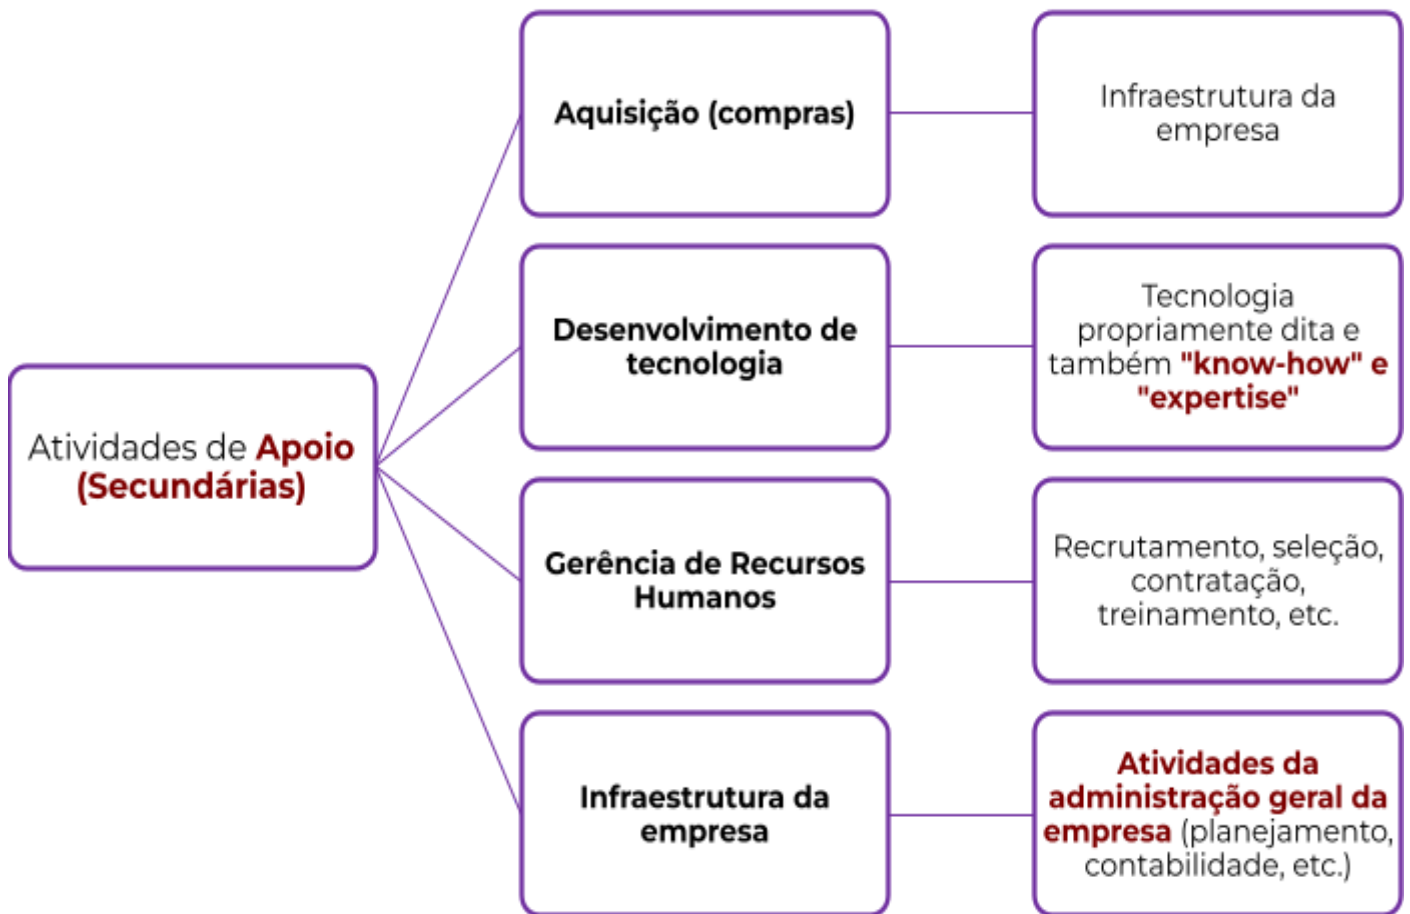 Atividades de Apoio
(Secundárias)
Aquisição (compras)
Infraestrutura da
empresa
Desenvolvimento de
tecnologia
Tecnologia
propriamente dita e
também "know-how" e
"expertise"
Gerência de Recursos
Humanos
Recrutamento, seleção,
contratação,
treinamento, etc.
Infraestrutura da
empresa
Atividades da
administração geral da
empresa (planejamento,
contabilidade, etc.)